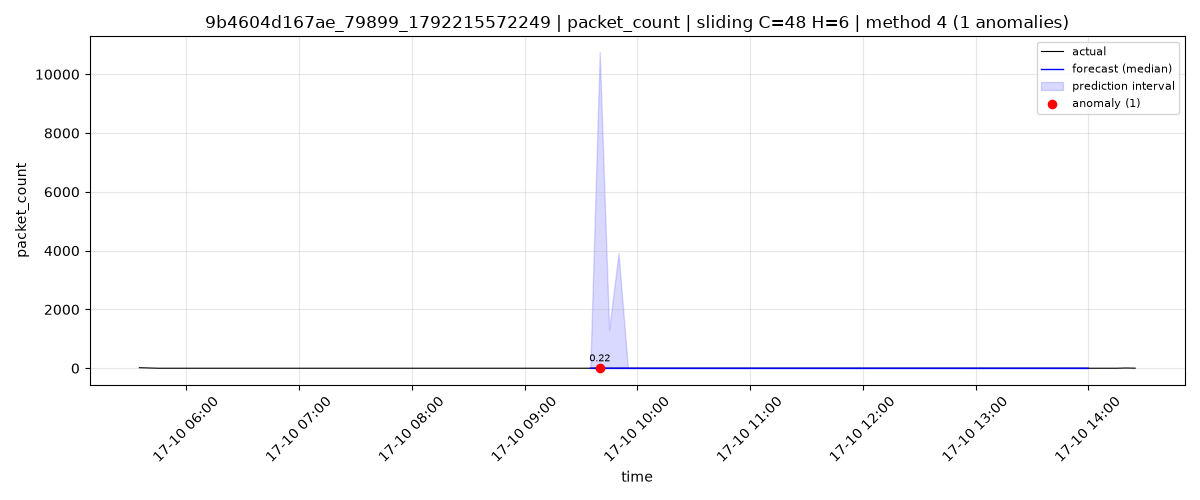 9b4604d167ae_79899_1792215572249 | packet_count | sliding C=48 H=6 | method 4 (1 anomalies)
actual
forecast (median)
prediction interval
anomaly (1)
packet_count
10000
8000
6000
4000
2000
0
0.22
17-10 06:00
17-10 07:00
17-10 08:00
17-10 09:00
17-10 10:00
17-10 11:00
17-10 12:00
17-10 13:00
17-10 14:00
time